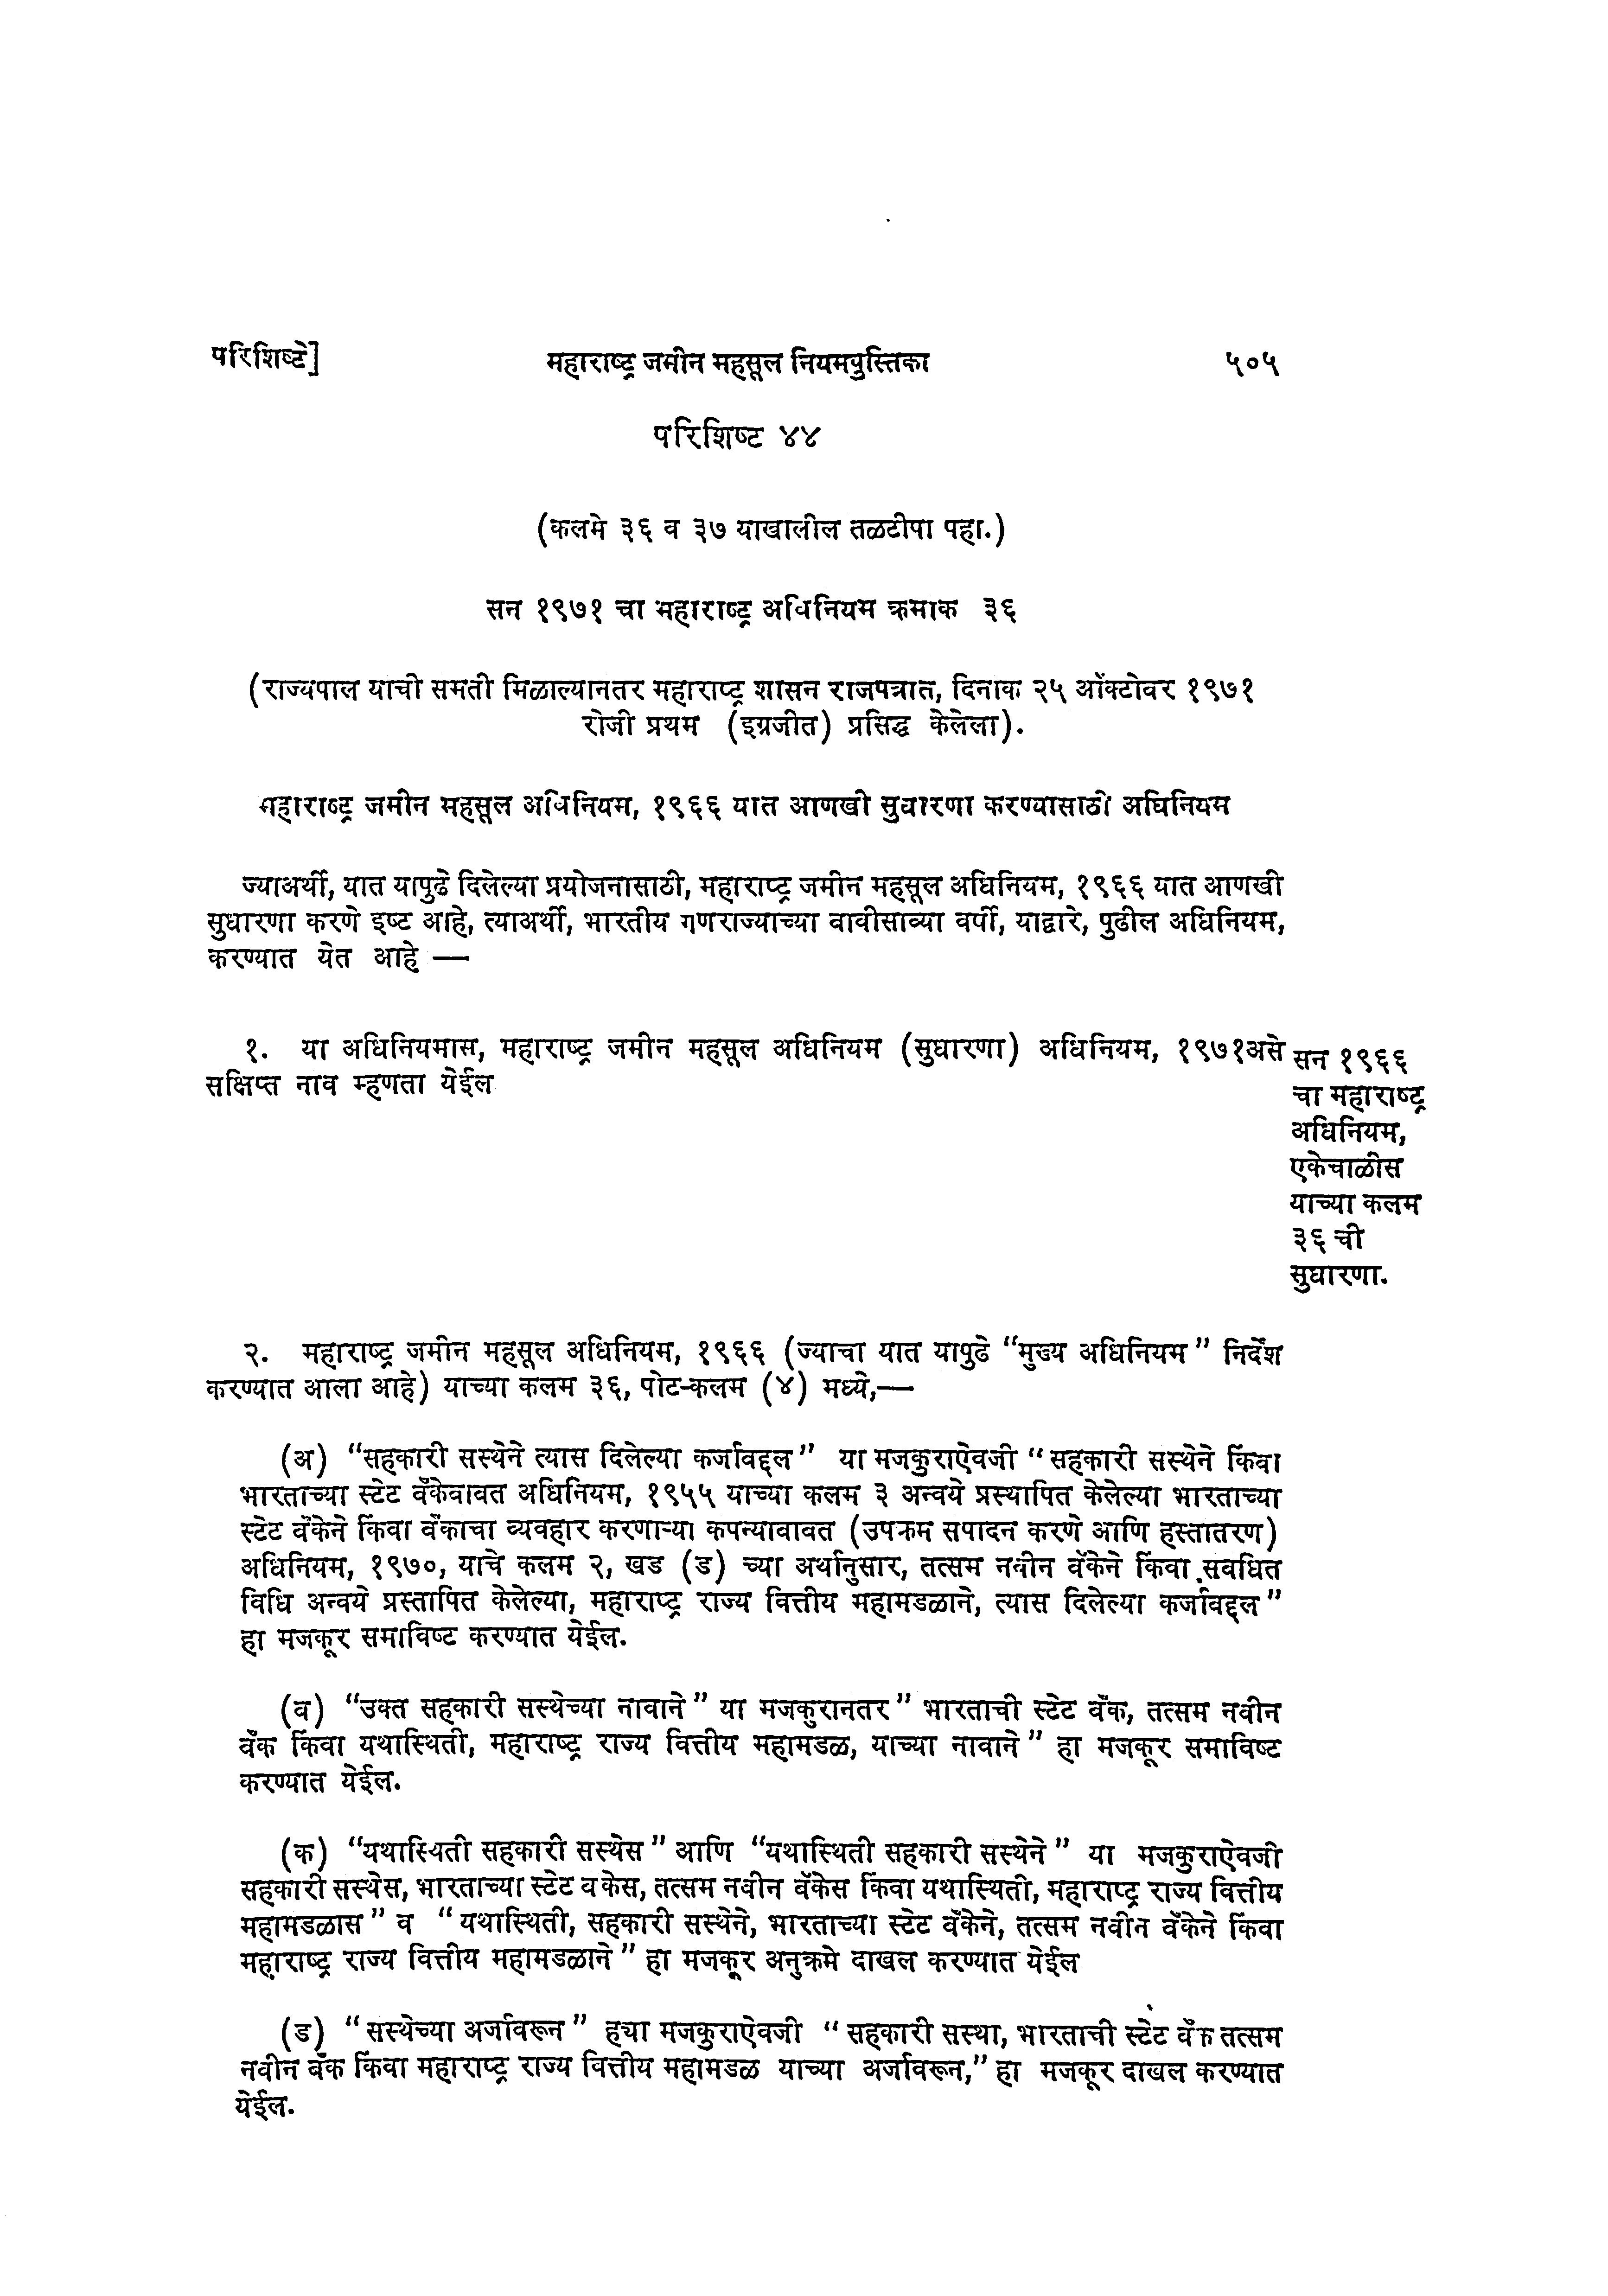 परिशिष्टे]
महाराष्ट्र जमीन महसूल नियमपुस्तिका
५०५
परिशिष्ट ४४
(कलमे ३६ व ३७ याखालील तळटीपा पहा.)
सन १९७१ चा महाराष्ट्र अधिनियम क्रमाक ३६
(राज्यपाल याची समती मिळाल्यानतर महाराष्ट्र शासन राजपत्रात, दिनाक २५ ऑक्टोवर १९७१
रोजी प्रथम (इग्रजीत) प्रसिद्ध केलेला).
महाराष्ट्र जमीन महसूल अधिनियम, १९६६ यात आणखी सुधारणा करण्यासाठी अधिनियम
ज्याअर्थी, यात यापुढे दिलेल्या प्रयोजनासाठी, महाराष्ट्र जमीन महसूल अधिनियम, १९६६ यात आणखी
सुधारणा करणे इष्ट आहे, त्याअर्थी, भारतीय गणराज्याच्या वावीसाव्या वर्पी, याद्वारे, पुढील अधिनियम,
करण्यात येत आहे —
१. या अधिनियमास, महाराष्ट्र जमीन महसूल अधिनियम (सुधारणा) अधिनियम, १९७१असे
सक्षिप्त नाव म्हणता येईल
सन १९६६
चा महाराष्ट्र
अधिनियम,
एकेचाळीस
याच्या कलम
३६ ची
सुधारणा.
२. महाराष्ट्र जमीन महसूल अधिनियम, १९६६ (ज्याचा यात यापुढे “मुख्य अधिनियम” निर्देश
करण्यात आला आहे) याच्या कलम ३६, पोट-कलम (४) मध्ये,—
(अ) “सहकारी सस्थेने त्यास दिलेल्या कर्जावद्दल” या मजकुराऐवजी “सहकारी सस्थेने किंवा
भारताच्या स्टेट वॅंकेवावत अधिनियम, १९५५ याच्या कलम ३ अन्वये प्रस्थापित केलेल्या भारताच्या
स्टेट वॅंकेने किंवा वॅंकाचा व्यवहार करणाऱ्या कपन्यावावत (उपक्रम सपादन करणे आणि हस्तातरण)
अधिनियम, १९७०, याचे कलम २, खड (ड) च्या अर्थानुसार, तत्सम नवीन वॅंकेने किंवा सवधित
विधि अन्वये प्रस्तापित केलेल्या, महाराष्ट्र राज्य वित्तीय महामडळाने, त्यास दिलेल्या कर्जावद्दल”
हा मजकूर समाविष्ट करण्यात येईल.
(व) “उक्त सहकारी सस्थेच्या नावाने” या मजकुरानतर” भारताची स्टेट वॅंक, तत्सम नवीन
वॅंक किंवा यथास्थिती, महाराष्ट्र राज्य वित्तीय महामडळ, याच्या नावाने” हा मजकूर समाविष्ट
करण्यात येईल.
(क) “यथास्थिती सहकारी सस्थेस” आणि “यथास्थिती सहकारी सस्थेने” या मजकुराऐवजी
सहकारी सस्थेस, भारताच्या स्टेट वकेस, तत्सम नवीन वॅंकेस किंवा यथास्थिती, महाराष्ट्र राज्य वित्तीय
महामडळास” व “यथास्थिती, सहकारी सस्थेने, भारताच्या स्टेट वॅंकेने, तत्सम नवीन वॅंकेने किंवा
महाराष्ट्र राज्य वित्तीय महामडळाने” हा मजकूर अनुक्रमे दाखल करण्यात येईल
(ड) “सस्थेच्या अर्जावरून” ह्या मजकुराऐवजी “सहकारी सस्था, भारताची स्टेट वॅंक तत्सम
नवीन वॅंक किंवा महाराष्ट्र राज्य वित्तीय महामडळ याच्या अर्जावरून,” हा मजकूर दाखल करण्यात
येईल.